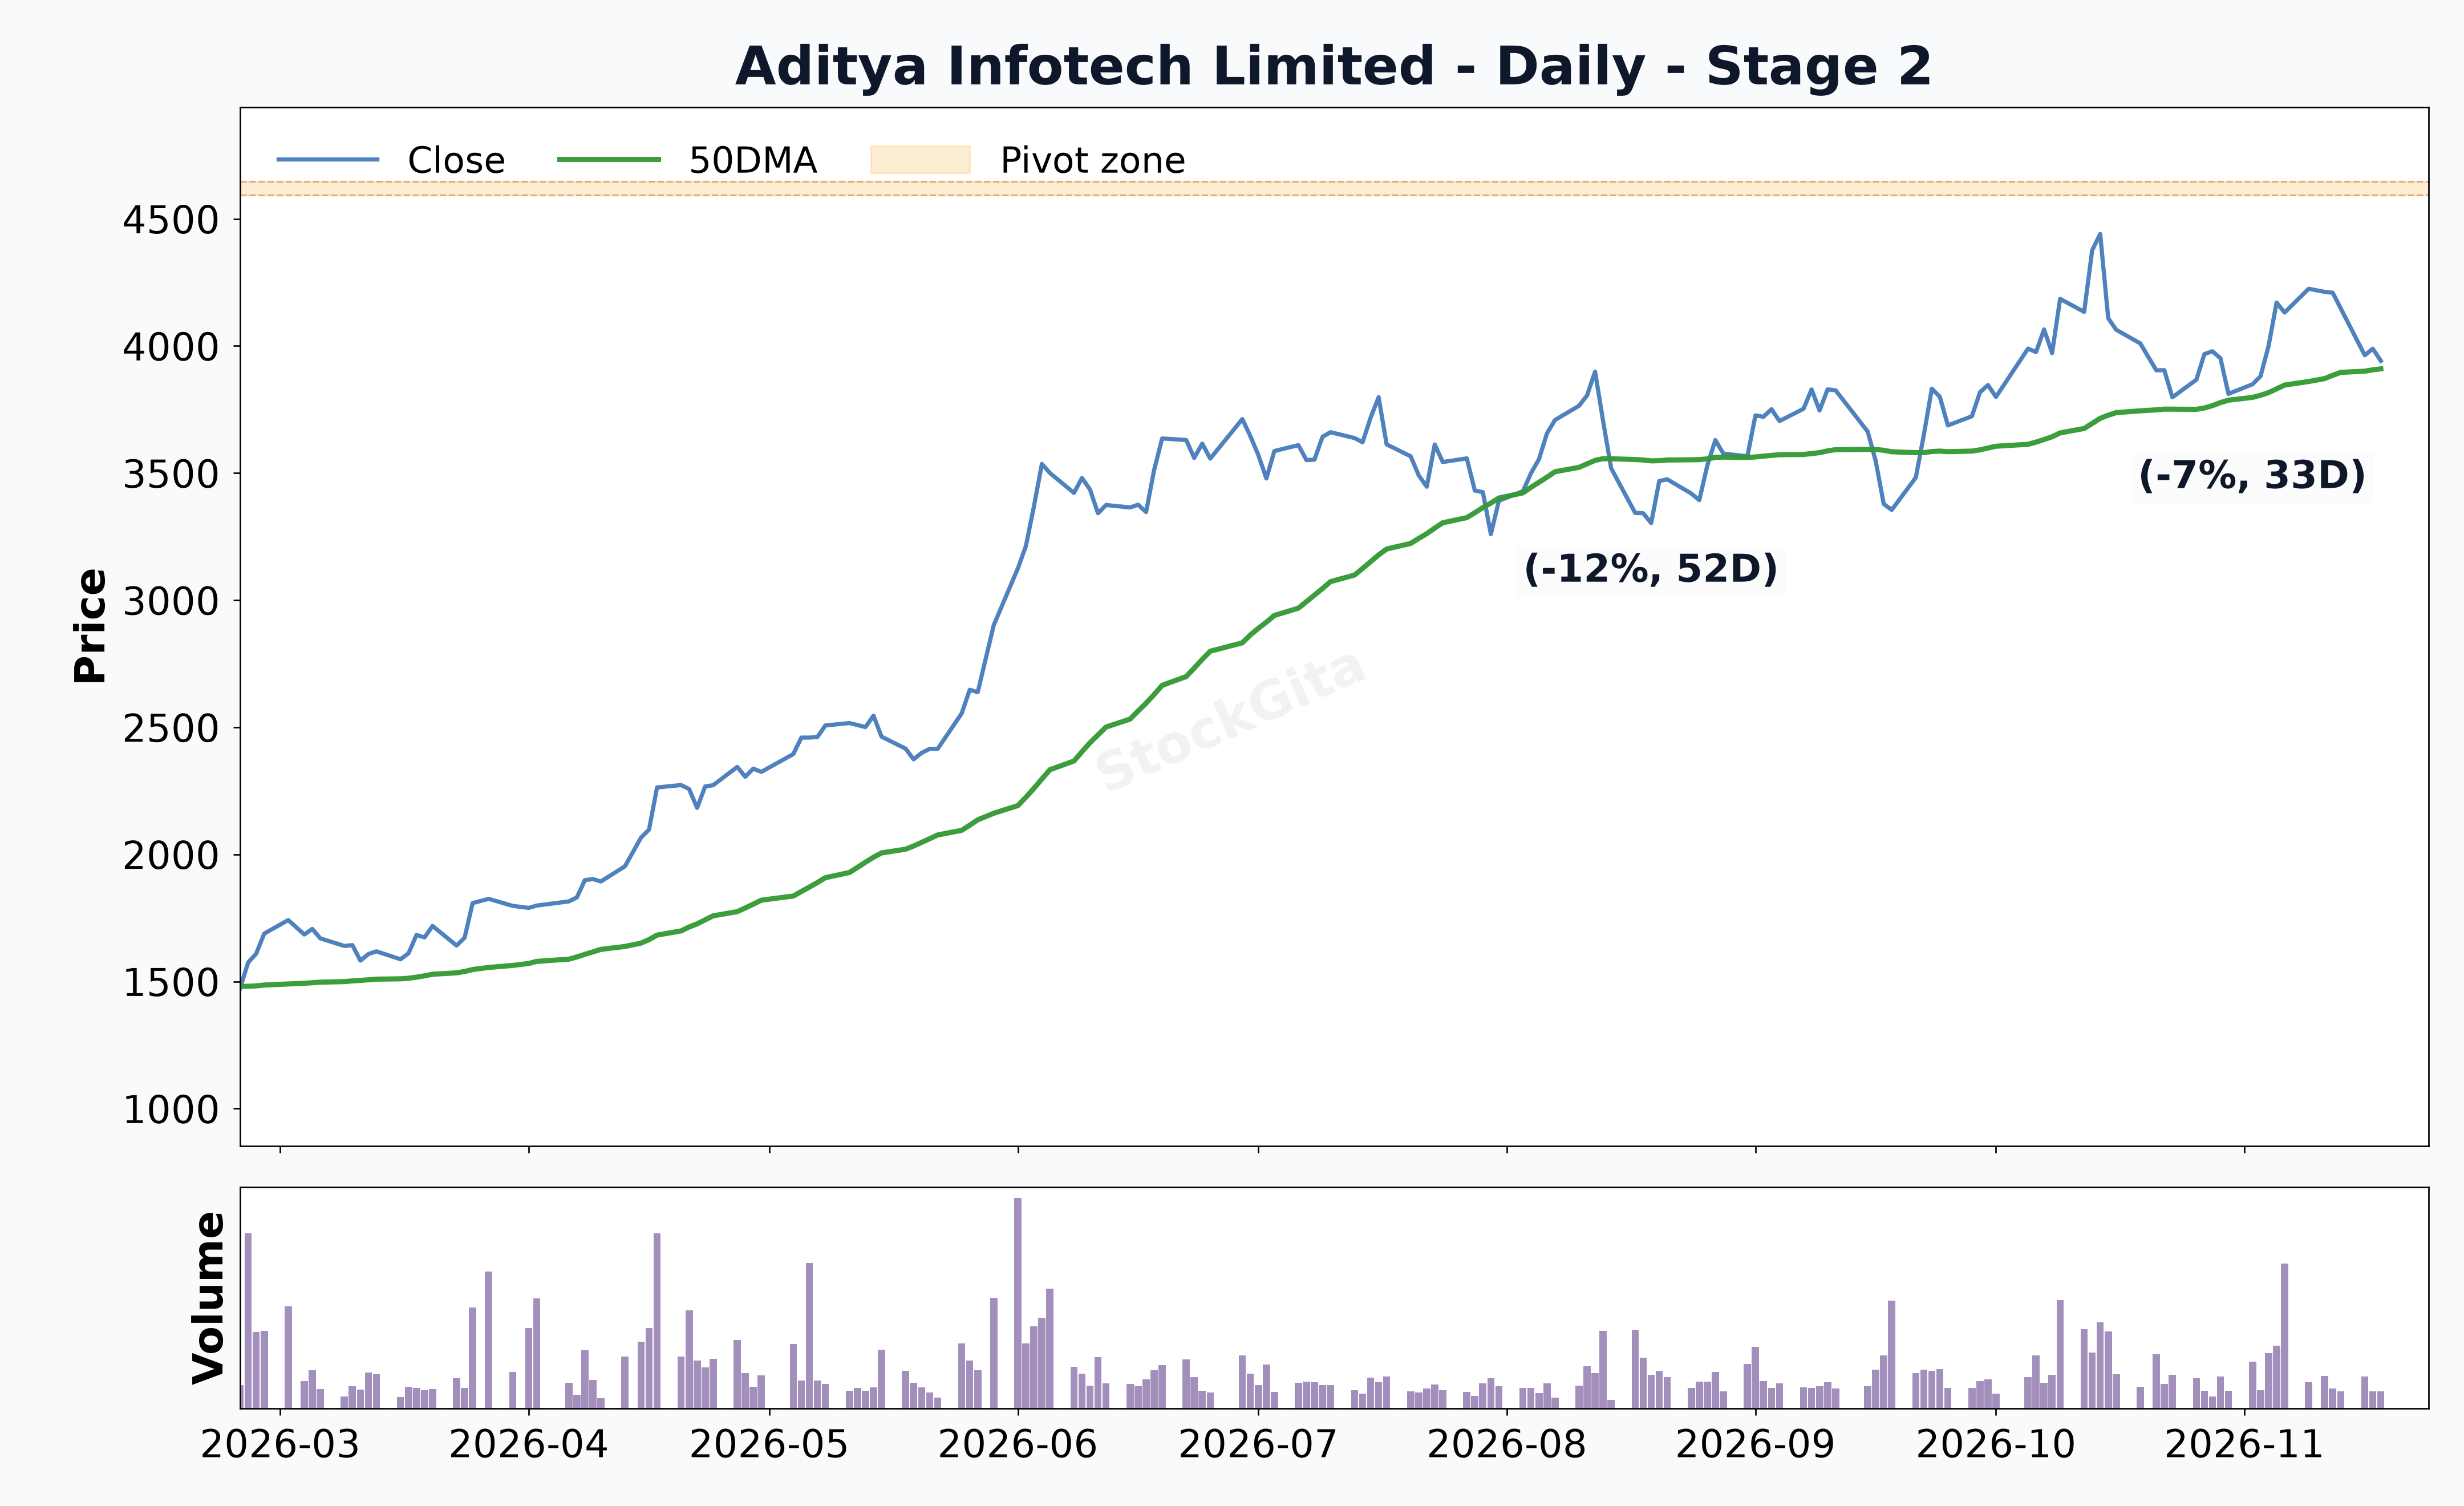 Aditya Infotech Limited - Daily - Stage 2
Close 50DMA Pivot zone
4500
4000
3500
3000
2500
2000
1500
1000
Price
(-7%, 33D)
(-12%, 52D)
StockGita
Volume
2026-03 2026-04 2026-05 2026-06 2026-07 2026-08 2026-09 2026-10 2026-11